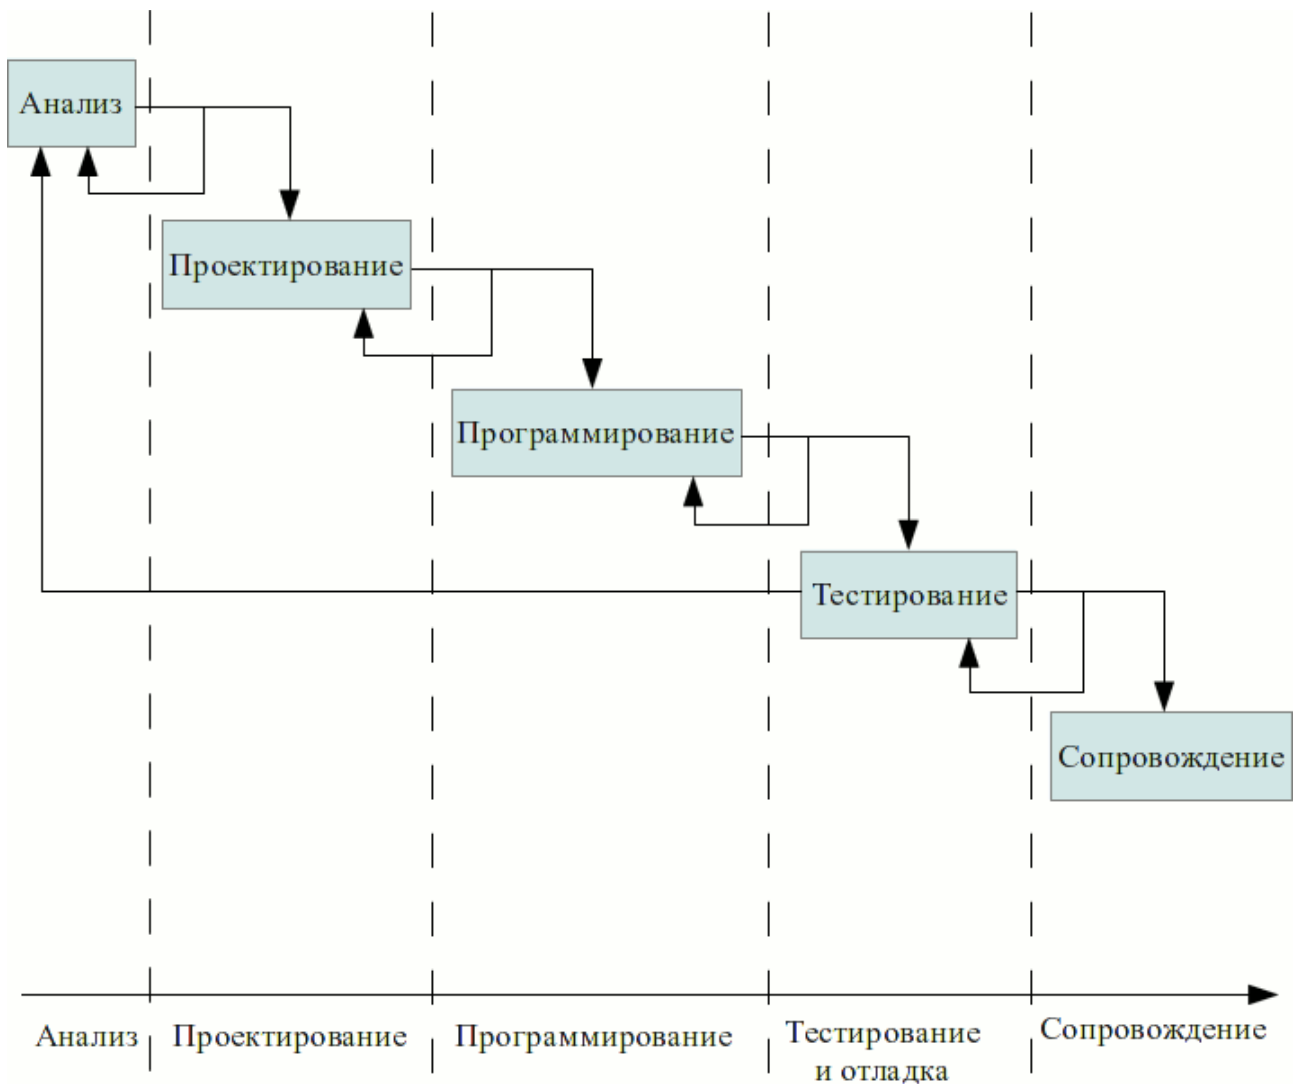 Анализ
Проектирование
Программирование
Тестирование
Сопровождение
Анализ
Проектирование
Программирование
Тестирование
и отладка
Сопровождение